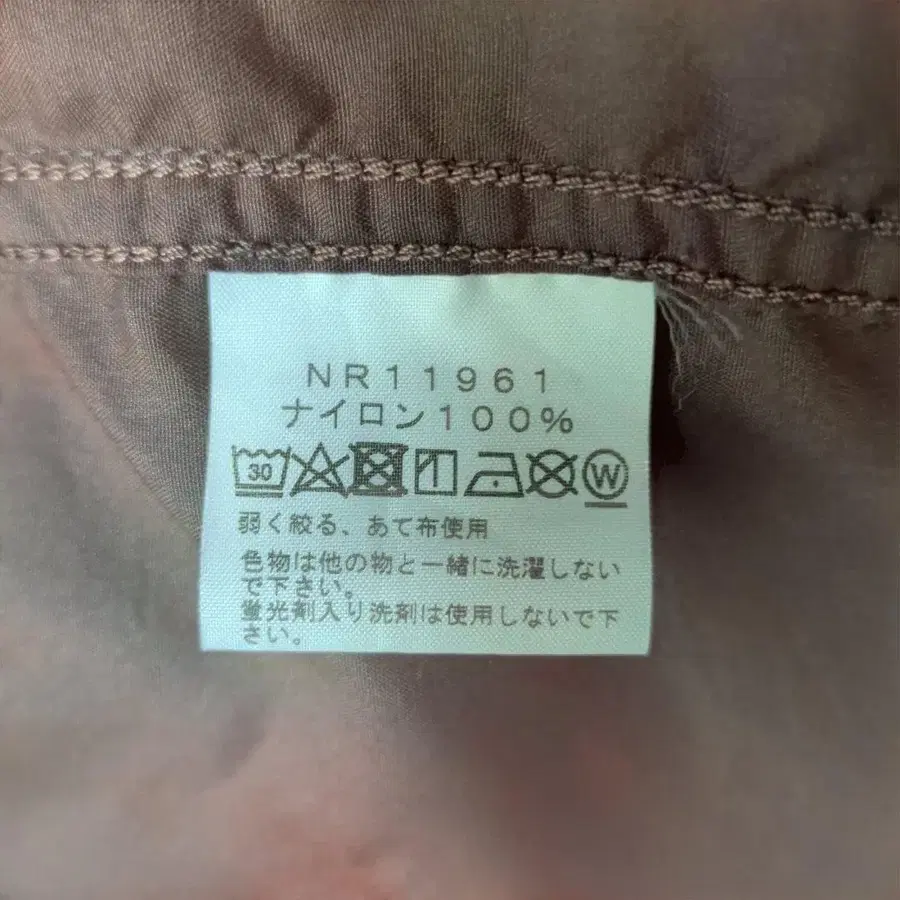 NR11961
ナイロン100%
30 W
弱く絞る、あて布使用
色物は他の物と一緒に洗濯しない
で下さい。
蛍光剤入り洗剤は使用しないで下
さい。